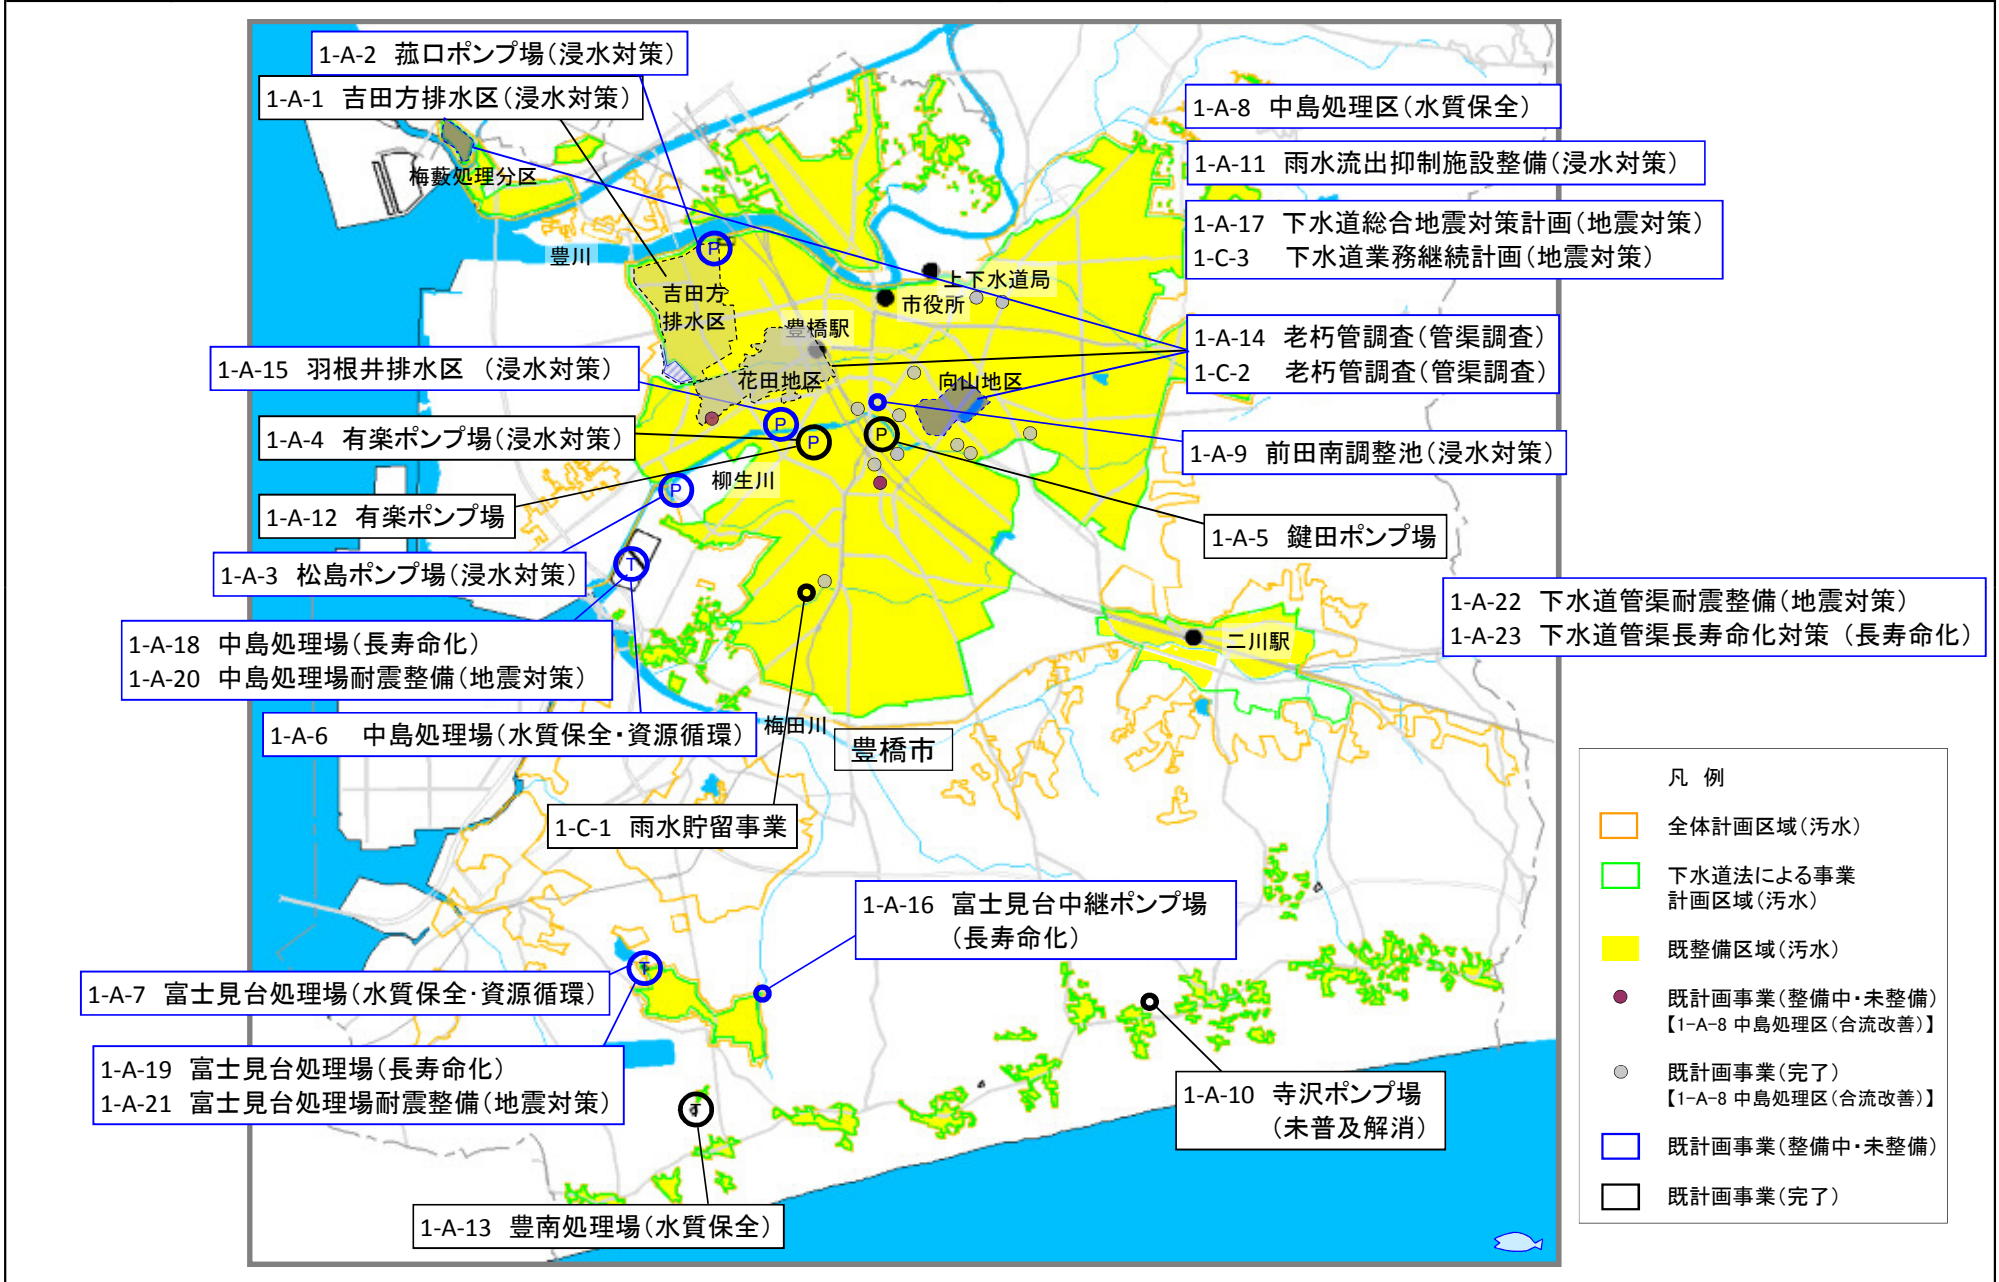 1-A-2 菰口ポンプ場(浸水対策)
1-A-1 吉田方排水区(浸水対策)
梅藪処理分区
豊川
吉田方
排水区
豊橋駅
上下水道局
市役所
花田地区
向山地区
柳生川
梅田川
豊橋市
二川駅
P
P
P
P
P
T
T
T
1-A-15 羽根井排水区 (浸水対策)
1-A-4 有楽ポンプ場(浸水対策)
1-A-12 有楽ポンプ場
1-A-3 松島ポンプ場(浸水対策)
1-A-18 中島処理場(長寿命化)
1-A-20 中島処理場耐震整備(地震対策)
1-A-6 中島処理場(水質保全・資源循環)
1-C-1 雨水貯留事業
1-A-8 中島処理区(水質保全)
1-A-11 雨水流出抑制施設整備(浸水対策)
1-A-17 下水道総合地震対策計画(地震対策)
1-C-3 下水道業務継続計画(地震対策)
1-A-14 老朽管調査(管渠調査)
1-C-2 老朽管調査(管渠調査)
1-A-9 前田南調整池(浸水対策)
1-A-5 鍵田ポンプ場
1-A-22 下水道管渠耐震整備(地震対策)
1-A-23 下水道管渠長寿命化対策 (長寿命化)
1-A-16 富士見台中継ポンプ場
(長寿命化)
1-A-7 富士見台処理場(水質保全・資源循環)
1-A-19 富士見台処理場(長寿命化)
1-A-21 富士見台処理場耐震整備(地震対策)
1-A-10 寺沢ポンプ場
(未普及解消)
1-A-13 豊南処理場(水質保全)
凡 例
全体計画区域(汚水)
下水道法による事業
計画区域(汚水)
既整備区域(汚水)
既計画事業(整備中・未整備)
【1-A-8 中島処理区(合流改善)】
既計画事業(完了)
【1-A-8 中島処理区(合流改善)】
既計画事業(整備中・未整備)
既計画事業(完了)